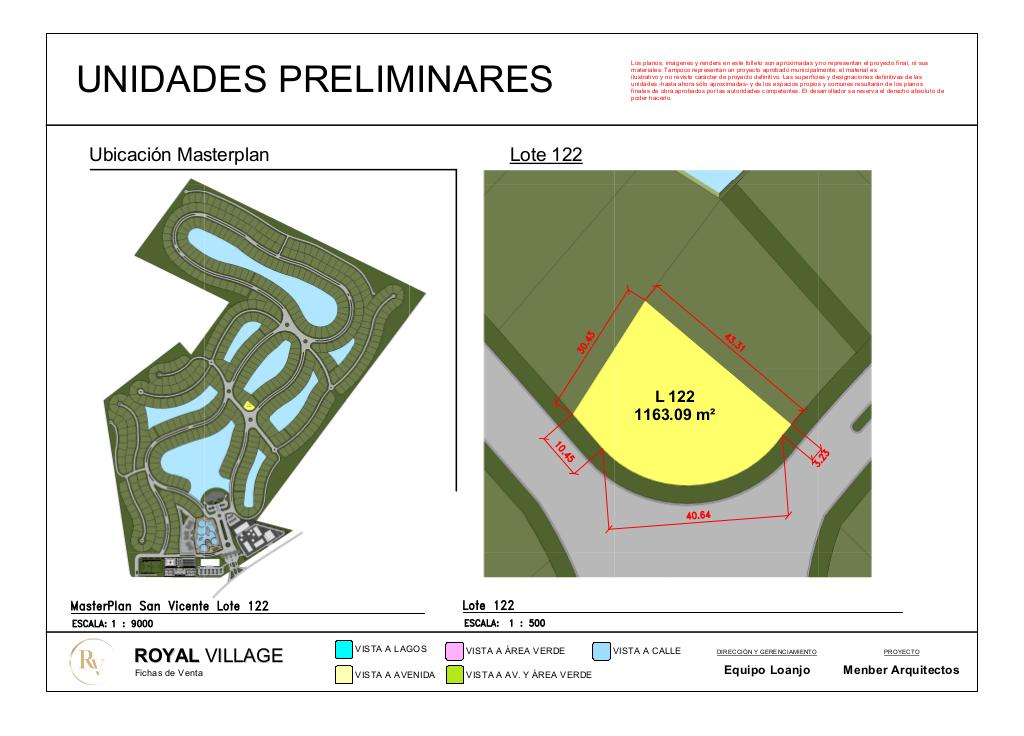 UNIDADES PRELIMINARES
Los planos, imágenes y renders en este folleto son aproximadas y no representan el proyecto final, ni sus
materiales. Tampoco representan un proyecto aprobado municipalmente, el material es
ilustrativo y no reviste carácter de proyecto definitivo. Las superficies y designaciones definitivas de las
unidades -hasta ahora sólo aproximadas- y de los espacios propios y comunes resultarán de los planos
finales de obra aprobados por las autoridades competentes. El desarrollador se reserva el derecho absoluto de
poder hacerlo.
Ubicación Masterplan
Lote 122
30.43
43.31
L 122
1163.09 m²
10.45
3.23
40.64
MasterPlan San Vicente Lote 122
ESCALA: 1 : 9000
Lote 122
ESCALA: 1 : 500
RV
ROYAL VILLAGE
Fichas de Venta
VISTA A LAGOS
VISTA A ÁREA VERDE
VISTA A CALLE
VISTA A AVENIDA
VISTA A AV. Y ÁREA VERDE
DIRECCIÓN Y GERENCIAMIENTO
Equipo Loanjo
PROYECTO
Menber Arquitectos